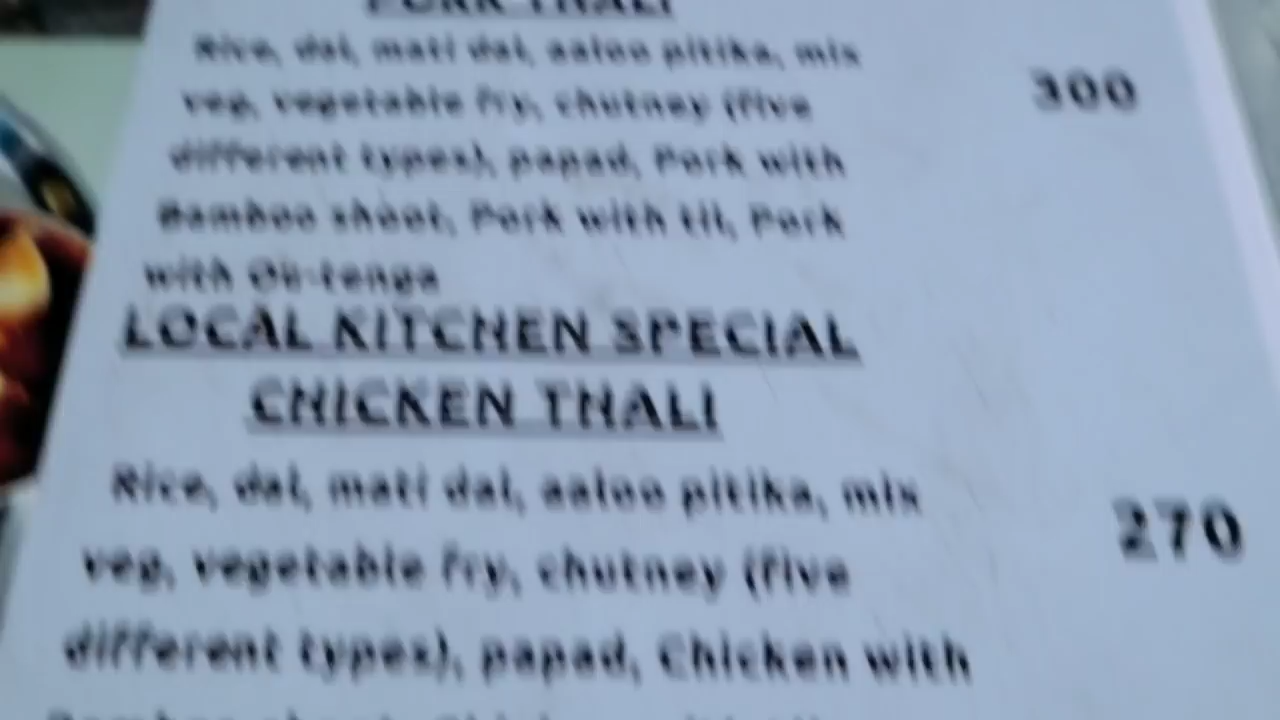 PORK THALI
Rice, dal, mati dal, aaloo pitika, mix
veg, vegetable fry, chutney (five
300
different types), papad, Pork with
Bamboo shoot, Pork with til, Pork
with Ou-tenga
LOCAL KITCHEN SPECIAL
CHICKEN THALI
Rice, dal, mati dal, aaloo pitika, mix
270
veg, vegetable fry, chutney (five
different types), papad, Chicken with